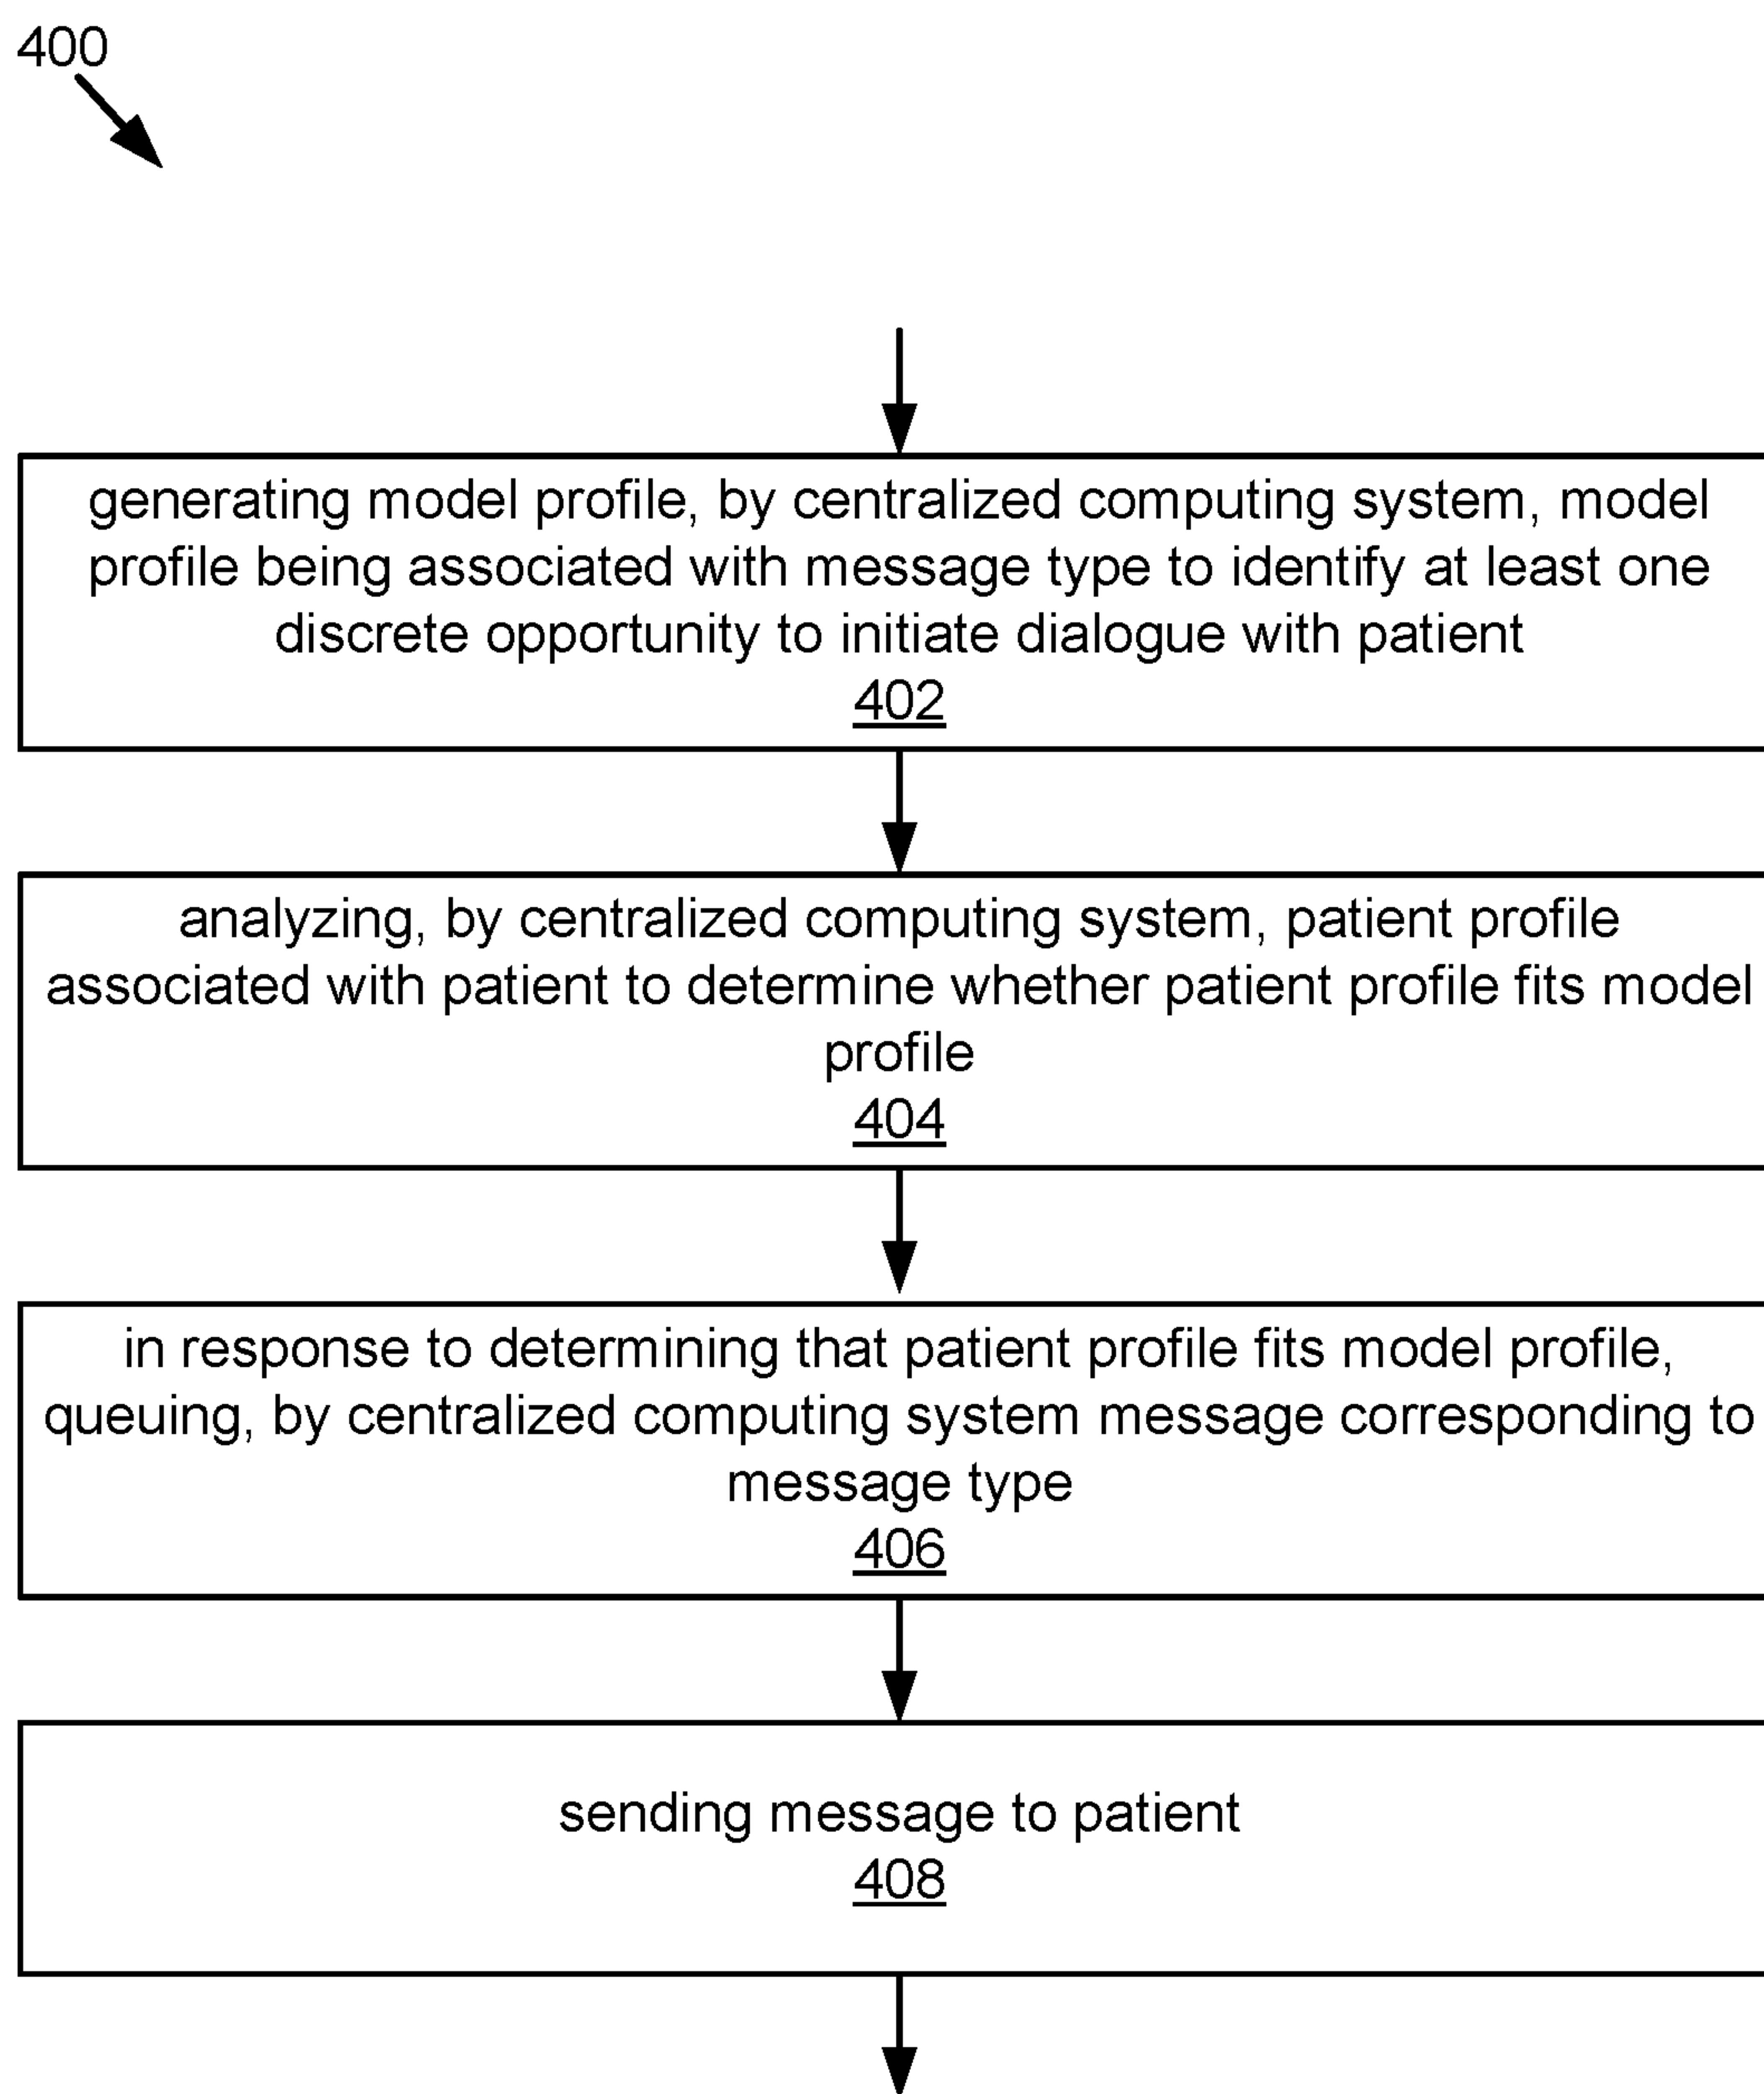 400
generating model profile, by centralized computing system, model
profile being associated with message type to identify at least one
discrete opportunity to initiate dialogue with patient
402
analyzing, by centralized computing system, patient profile
associated with patient to determine whether patient profile fits model
profile
404
in response to determining that patient profile fits model profile,
queuing, by centralized computing system message corresponding to
message type
406
sending message to patient
408